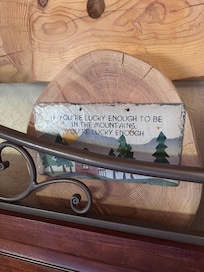 IF YOU'RE LUCKY ENOUGH TO BE
IN THE MOUNTAINS,
YOU'RE LUCKY ENOUGH